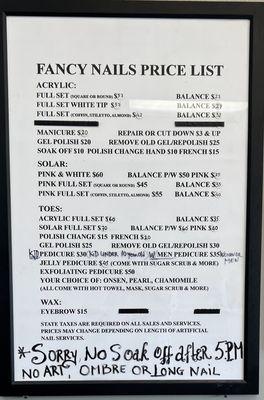 FANCY NAILS PRICE LIST
ACRYLIC:
FULL SET (SQUARE OR ROUND) BALANCE
FULL SET WHITE TIP BALANCE
FULL SET (COFFIN, STILETTO, ALMOND) BALANCE
MANICURE $20 REPAIR OR CUT DOWN $3 & UP
GEL POLISH $20 REMOVE OLD GEL/REPOLISH $25
SOAK OFF $10 POLISH CHANGE HAND $10 FRENCH $15
SOLAR:
PINK & WHITE $60 BALANCE P/W $50 PINK
PINK FULL SET (SQUARE OR ROUND) $45 BALANCE
PINK FULL SET (COFFIN, STILETTO, ALMOND) $55 BALANCE
TOES:
ACRYLIC FULL SET BALANCE
SOLAR FULL SET BALANCE P/W PINK
POLISH CHANGE $15 FRENCH $20
GEL POLISH $25 REMOVE OLD GEL/REPOLISH $30
PEDICURE $30 KID UNDER MEN PEDICURE $35
JELLY PEDICURE (COME WITH SUGAR SCRUB & MORE) MEN
EXFOLIATING PEDICURE $50
YOUR CHOICE OF: ONSEN, PEARL, CHAMOMILE
(ALL COME WITH HOT TOWEL, MASK, SUGAR SCRUB & MORE)
WAX:
EYEBROW $15
STATE TAXES ARE REQUIRED ON ALL SALES AND SERVICES.
PRICES MAY CHANGE DEPENDING ON LENGTH OF ARTIFICIAL
NAIL SERVICES.
*SORRY, NO Soak off after 5.PM
NO ART, OMBRE OR LONG NAIL